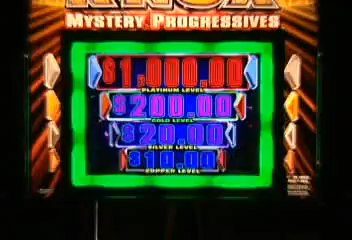 KNOX
MYSTERY PROGRESSIVES
$1,000.00
PLATINUM LEVEL
$200.00
GOLD LEVEL
$20.00
SILVER LEVEL
$10.00
COPPER LEVEL